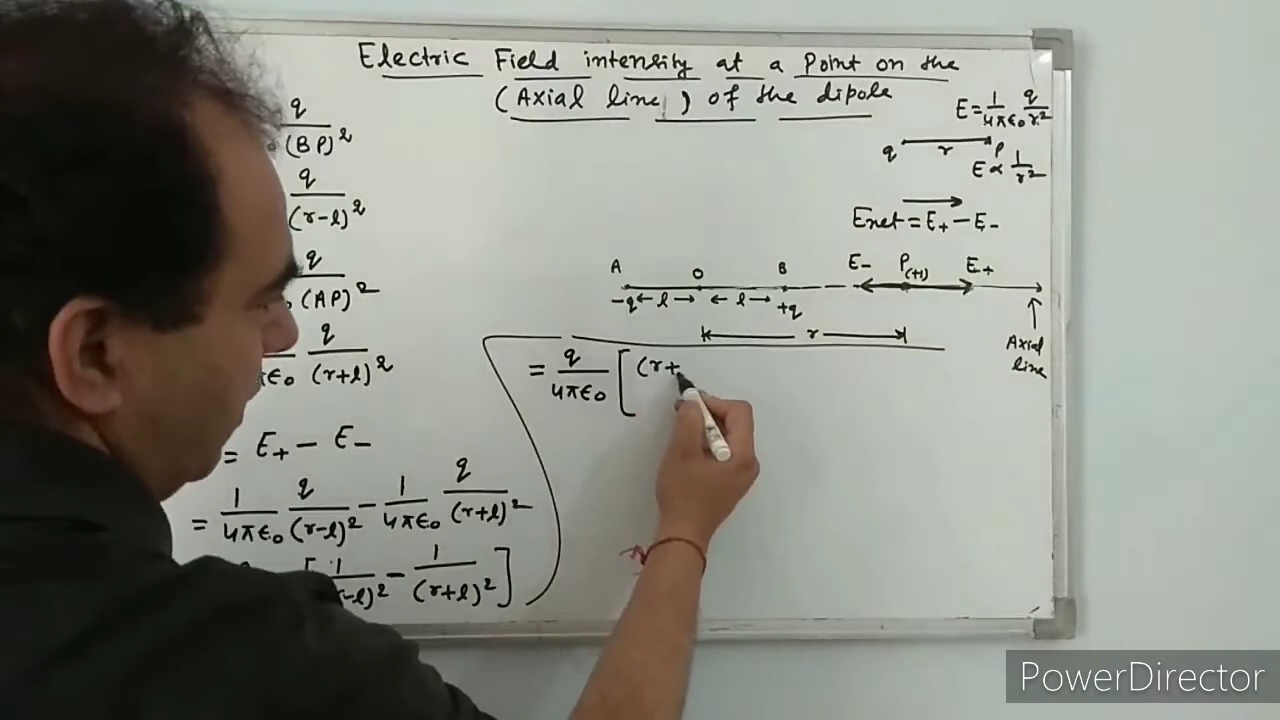 Electric Field intensity at a Point on the
(Axial line) of the dipole
E = 1/4πε₀ q/r²
q r P
E ∝ 1/r²
Enet = E₊ − E₋
A O B E₋ P(+1) E₊
−q ← l → ← l → +q
r
Axial
line
q/(BP)²
q/(r−l)²
q/(AP)²
πε₀ q/(r+l)²
= E₊ − E₋
= 1/4πε₀ q/(r−l)² − 1/4πε₀ q/(r+l)²
[1/(r−l)² − 1/(r+l)²]
= q/4πε₀ [(r+
PowerDirector